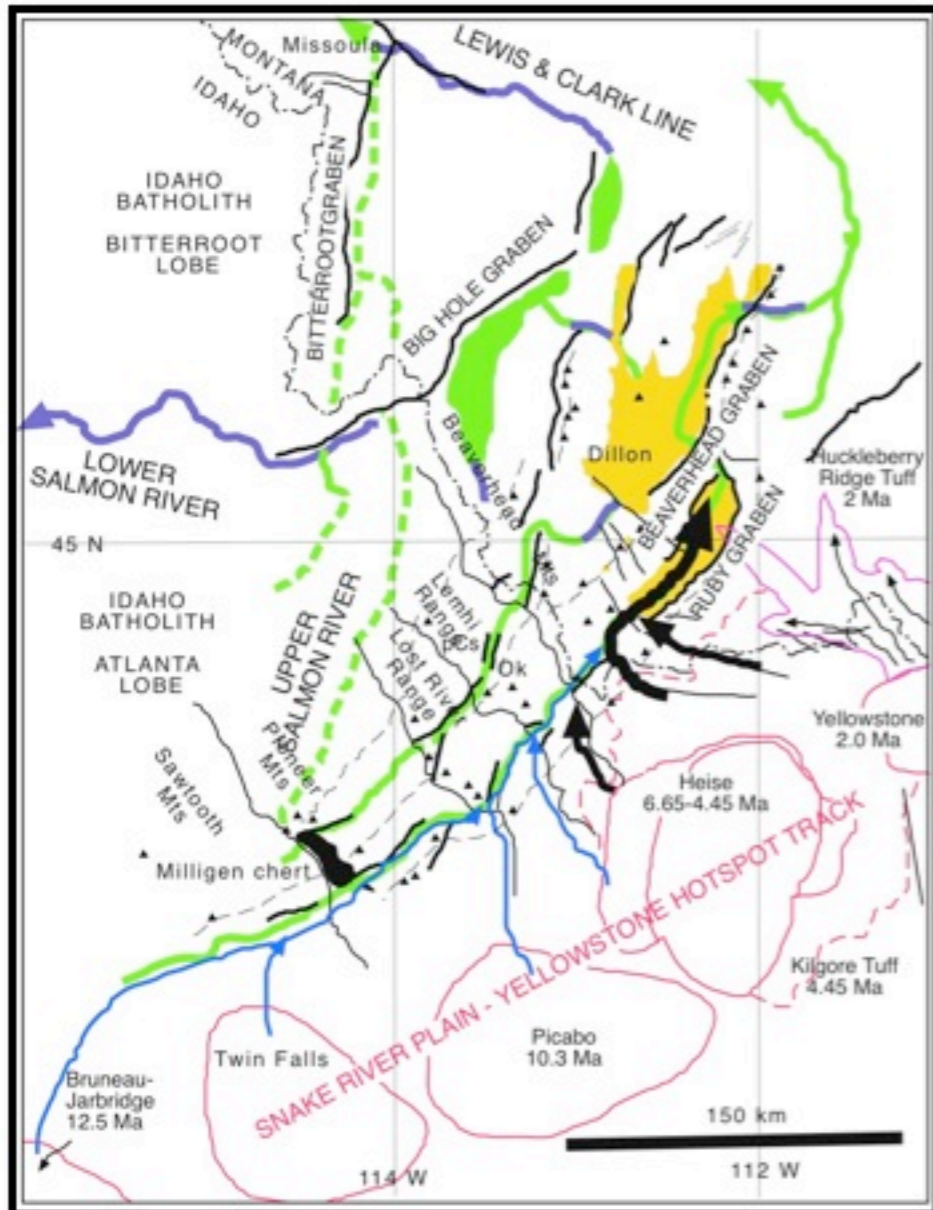 Missoula
MONTANA
IDAHO
LEWIS & CLARK LINE
IDAHO
BATHOLITH
BITTERROOT
LOBE
BITTERROOTGRABEN
BIG HOLE GRABEN
LOWER
SALMON RIVER
Beaverhead
Mts
Dillon
BEAVERHEAD GRABEN
RUBY GRABEN
Huckleberry
Ridge Tuff
2 Ma
45 N
IDAHO
BATHOLITH
ATLANTA
LOBE
UPPER
SALMON RIVER
Lemhi
Range
Lost River
Range
Ok
Pioneer
Mts
Sawtooth
Mts
Milligen chert
Yellowstone
2.0 Ma
Heise
6.65-4.45 Ma
SNAKE RIVER PLAIN - YELLOWSTONE HOTSPOT TRACK
Kilgore Tuff
4.45 Ma
Picabo
10.3 Ma
Twin Falls
Bruneau-
Jarbridge
12.5 Ma
150 km
114 W
112 W